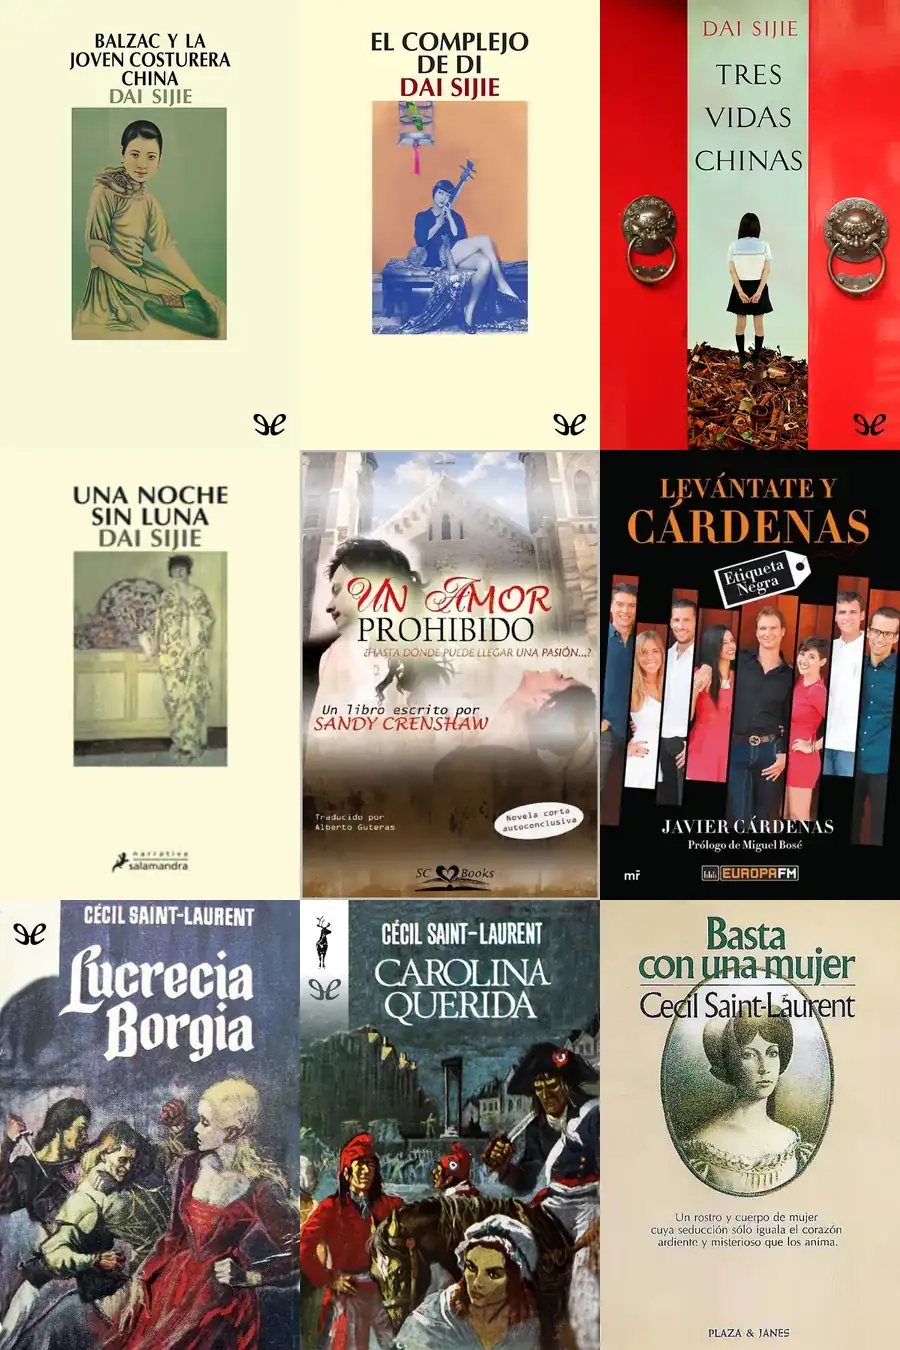 BALZAC Y LA
JOVEN COSTURERA
CHINA
DAI SIJIE
EL COMPLEJO
DE DI
DAI SIJIE
DAI SIJIE
TRES
VIDAS
CHINAS
UNA NOCHE
SIN LUNA
DAI SIJIE
narrativa
salamandra
UN AMOR
PROHIBIDO
¿HASTA DONDE PUEDE LLEGAR UNA PASIÓN...?
Un libro escrito por
SANDY CRENSHAW
Traducido por
Alberto Guteras
Novela corta
autoconclusiva
SC Books
LEVÁNTATE Y
CÁRDENAS
Etiqueta
Negra
JAVIER CÁRDENAS
Prólogo de Miguel Bosé
mr
EUROPA FM
CÉCIL SAINT-LAURENT
Lucrecia
Borgia
CÉCIL SAINT-LAURENT
CAROLINA
QUERIDA
Basta
con una mujer
Cecil Saint-Laurent
Un rostro y cuerpo de mujer
cuya seducción sólo iguala el corazón
ardiente y misterioso que los anima.
PLAZA & JANES